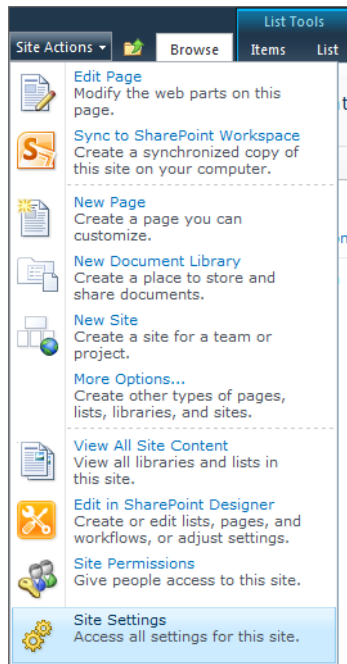 List Tools
Site Actions
Browse
Items
List
Edit Page
Modify the web parts on this
page.
Sync to SharePoint Workspace
Create a synchronized copy of
this site on your computer.
New Page
Create a page you can
customize.
New Document Library
Create a place to store and
share documents.
New Site
Create a site for a team or
project.
More Options...
Create other types of pages,
lists, libraries, and sites.
View All Site Content
View all libraries and lists in
this site.
Edit in SharePoint Designer
Create or edit lists, pages, and
workflows, or adjust settings.
Site Permissions
Give people access to this site.
Site Settings
Access all settings for this site.